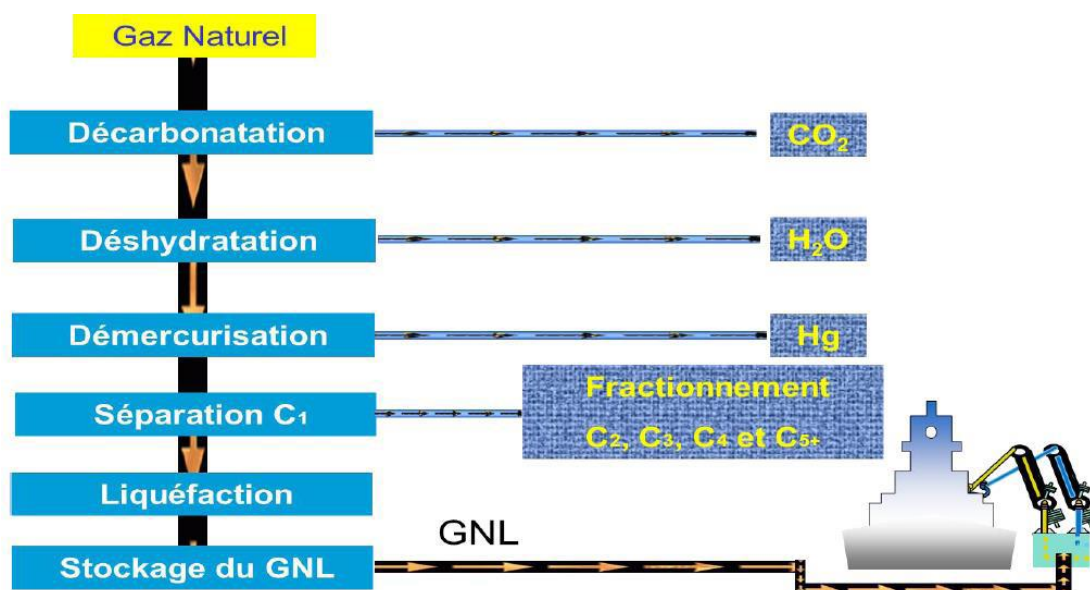 Gaz Naturel
Décarbonatation
CO₂
Déshydratation
H₂O
Démercurisation
Hg
Séparation C₁
Fractionnement
C₂, C₃, C₄ et C₅₊
Liquéfaction
GNL
Stockage du GNL